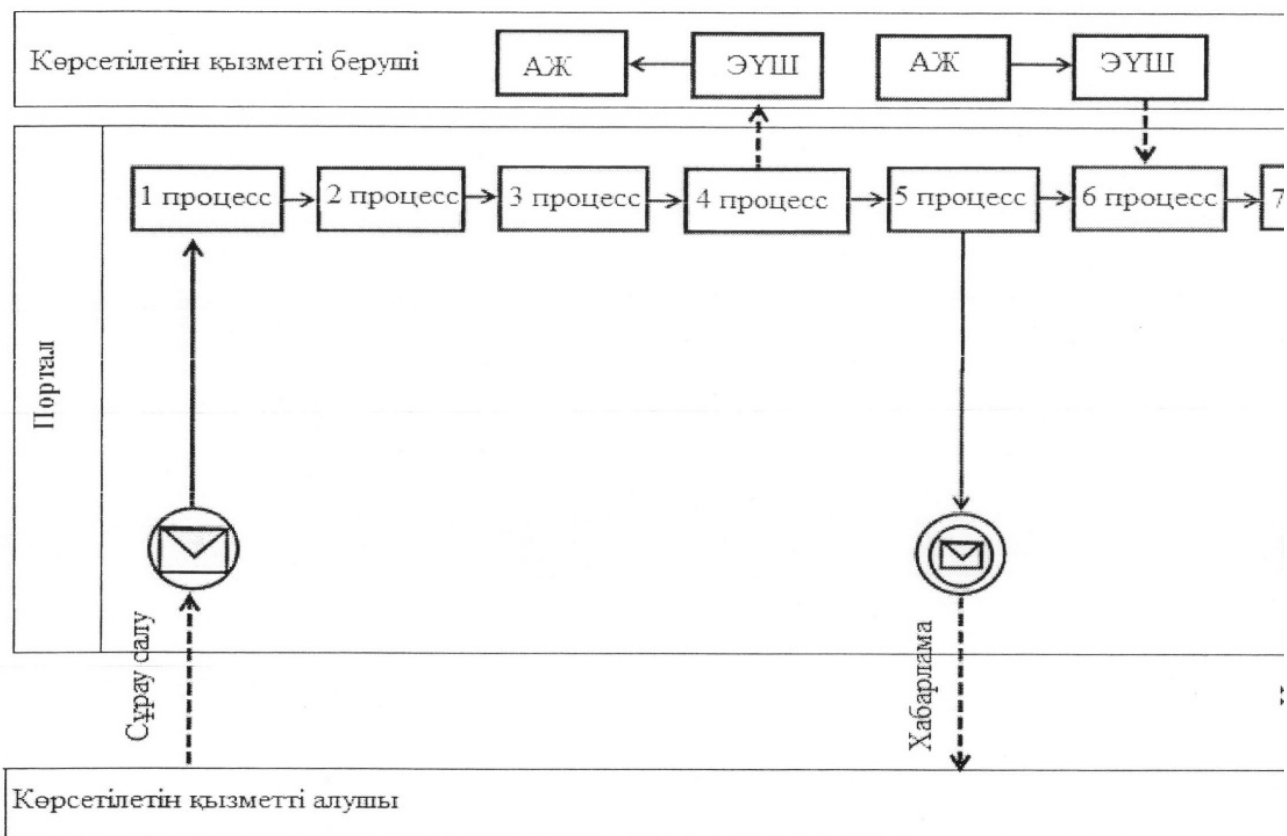 Көрсетілетін қызметті беруші
АЖ
ЭҮШ
АЖ
ЭҮШ
1 процесс
2 процесс
3 процесс
4 процесс
5 процесс
6 процесс
7
Портал
Сұрау салу
Хабарлама
Көрсетілетін қызметті алушы